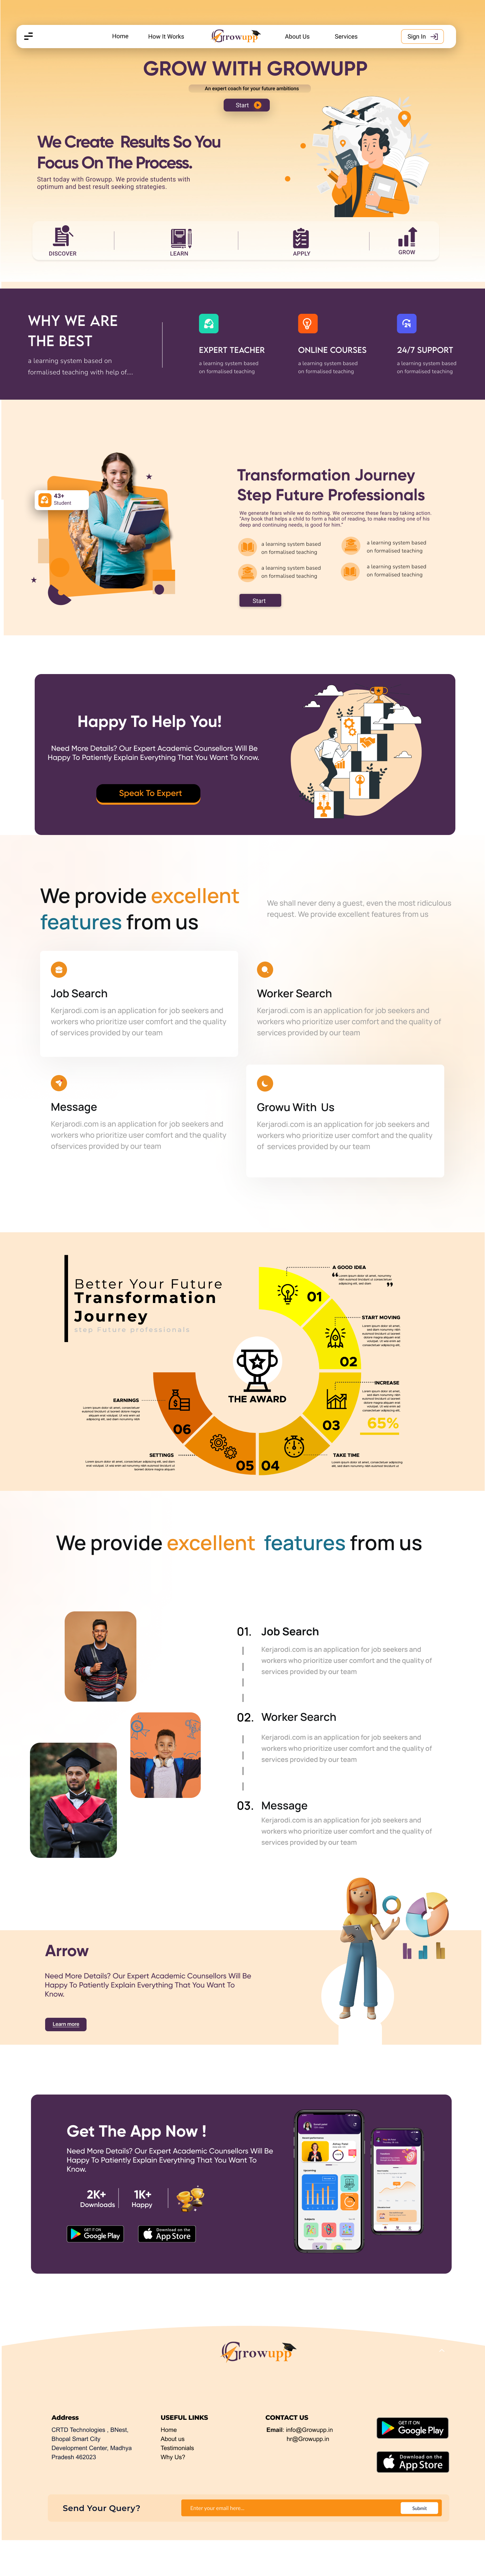 Home
How It Works
Growupp
About Us
Services
Sign In
GROW WITH GROWUPP
An expert coach for your future ambitions
Start
We Create Results So You
Focus On The Process.
Start today with Growupp. We provide students with
optimum and best result seeking strategies.
DISCOVER
LEARN
APPLY
GROW
WHY WE ARE
THE BEST
a learning system based on
formalised teaching with help of....
EXPERT TEACHER
a learning system based
on formalised teaching
ONLINE COURSES
a learning system based
on formalised teaching
24/7 SUPPORT
a learning system based
on formalised teaching
43+
Student
Transformation Journey
Step Future Professionals
We generate fears while we do nothing. We overcome these fears by taking action.
"Any book that helps a child to form a habit of reading, to make reading one of his
deep and continuing needs, is good for him."
a learning system based
on formalised teaching
a learning system based
on formalised teaching
a learning system based
on formalised teaching
a learning system based
on formalised teaching
Start
Happy To Help You!
Need More Details? Our Expert Academic Counsellors Will Be
Happy To Patiently Explain Everything That You Want To Know.
Speak To Expert
We provide excellent
features from us
We shall never deny a guest, even the most ridiculous
request. We provide excellent features from us
Job Search
Kerjarodi.com is an application for job seekers and
workers who prioritize user comfort and the quality
of services provided by our team
Worker Search
Kerjarodi.com is an application for job seekers and
workers who prioritize user comfort and the quality of
services provided by our team
Message
Kerjarodi.com is an application for job seekers and
workers who prioritize user comfort and the quality
ofservices provided by our team
Growu With Us
Kerjarodi.com is an application for job seekers and
workers who prioritize user comfort and the quality
of services provided by our team
Better Your Future
Transformation
Journey
step Future professionals
A GOOD IDEA
01
START MOVING
02
INCREASE
03
65%
TAKE TIME
04
SETTINGS
05
EARNINGS
06
THE AWARD
We provide excellent features from us
01. Job Search
Kerjarodi.com is an application for job seekers and
workers who prioritize user comfort and the quality of
services provided by our team
02. Worker Search
Kerjarodi.com is an application for job seekers and
workers who prioritize user comfort and the quality of
services provided by our team
03. Message
Kerjarodi.com is an application for job seekers and
workers who prioritize user comfort and the quality of
services provided by our team
Arrow
Need More Details? Our Expert Academic Counsellors Will Be
Happy To Patiently Explain Everything That You Want To
Know.
Learn more
Get The App Now !
Need More Details? Our Expert Academic Counsellors Will Be
Happy To Patiently Explain Everything That You Want To
Know.
2K+
Downloads
1K+
Happy
GET IT ON
Google Play
Download on the
App Store
Growupp
Address
CRTD Technologies , BNest,
Bhopal Smart City
Development Center, Madhya
Pradesh 462023
USEFUL LINKS
Home
About us
Testimonials
Why Us?
CONTACT US
Email: info@Growupp.in
hr@Growupp.in
GET IT ON
Google Play
Download on the
App Store
Send Your Query?
Enter your email here...
Submit